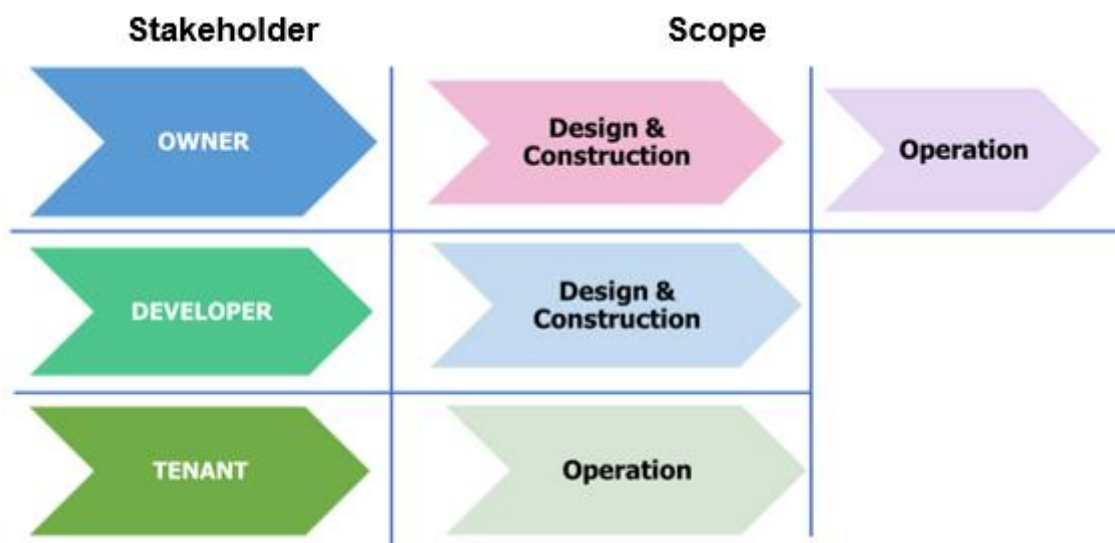 Stakeholder
Scope
OWNER
Design &
Construction
Operation
DEVELOPER
Design &
Construction
TENANT
Operation